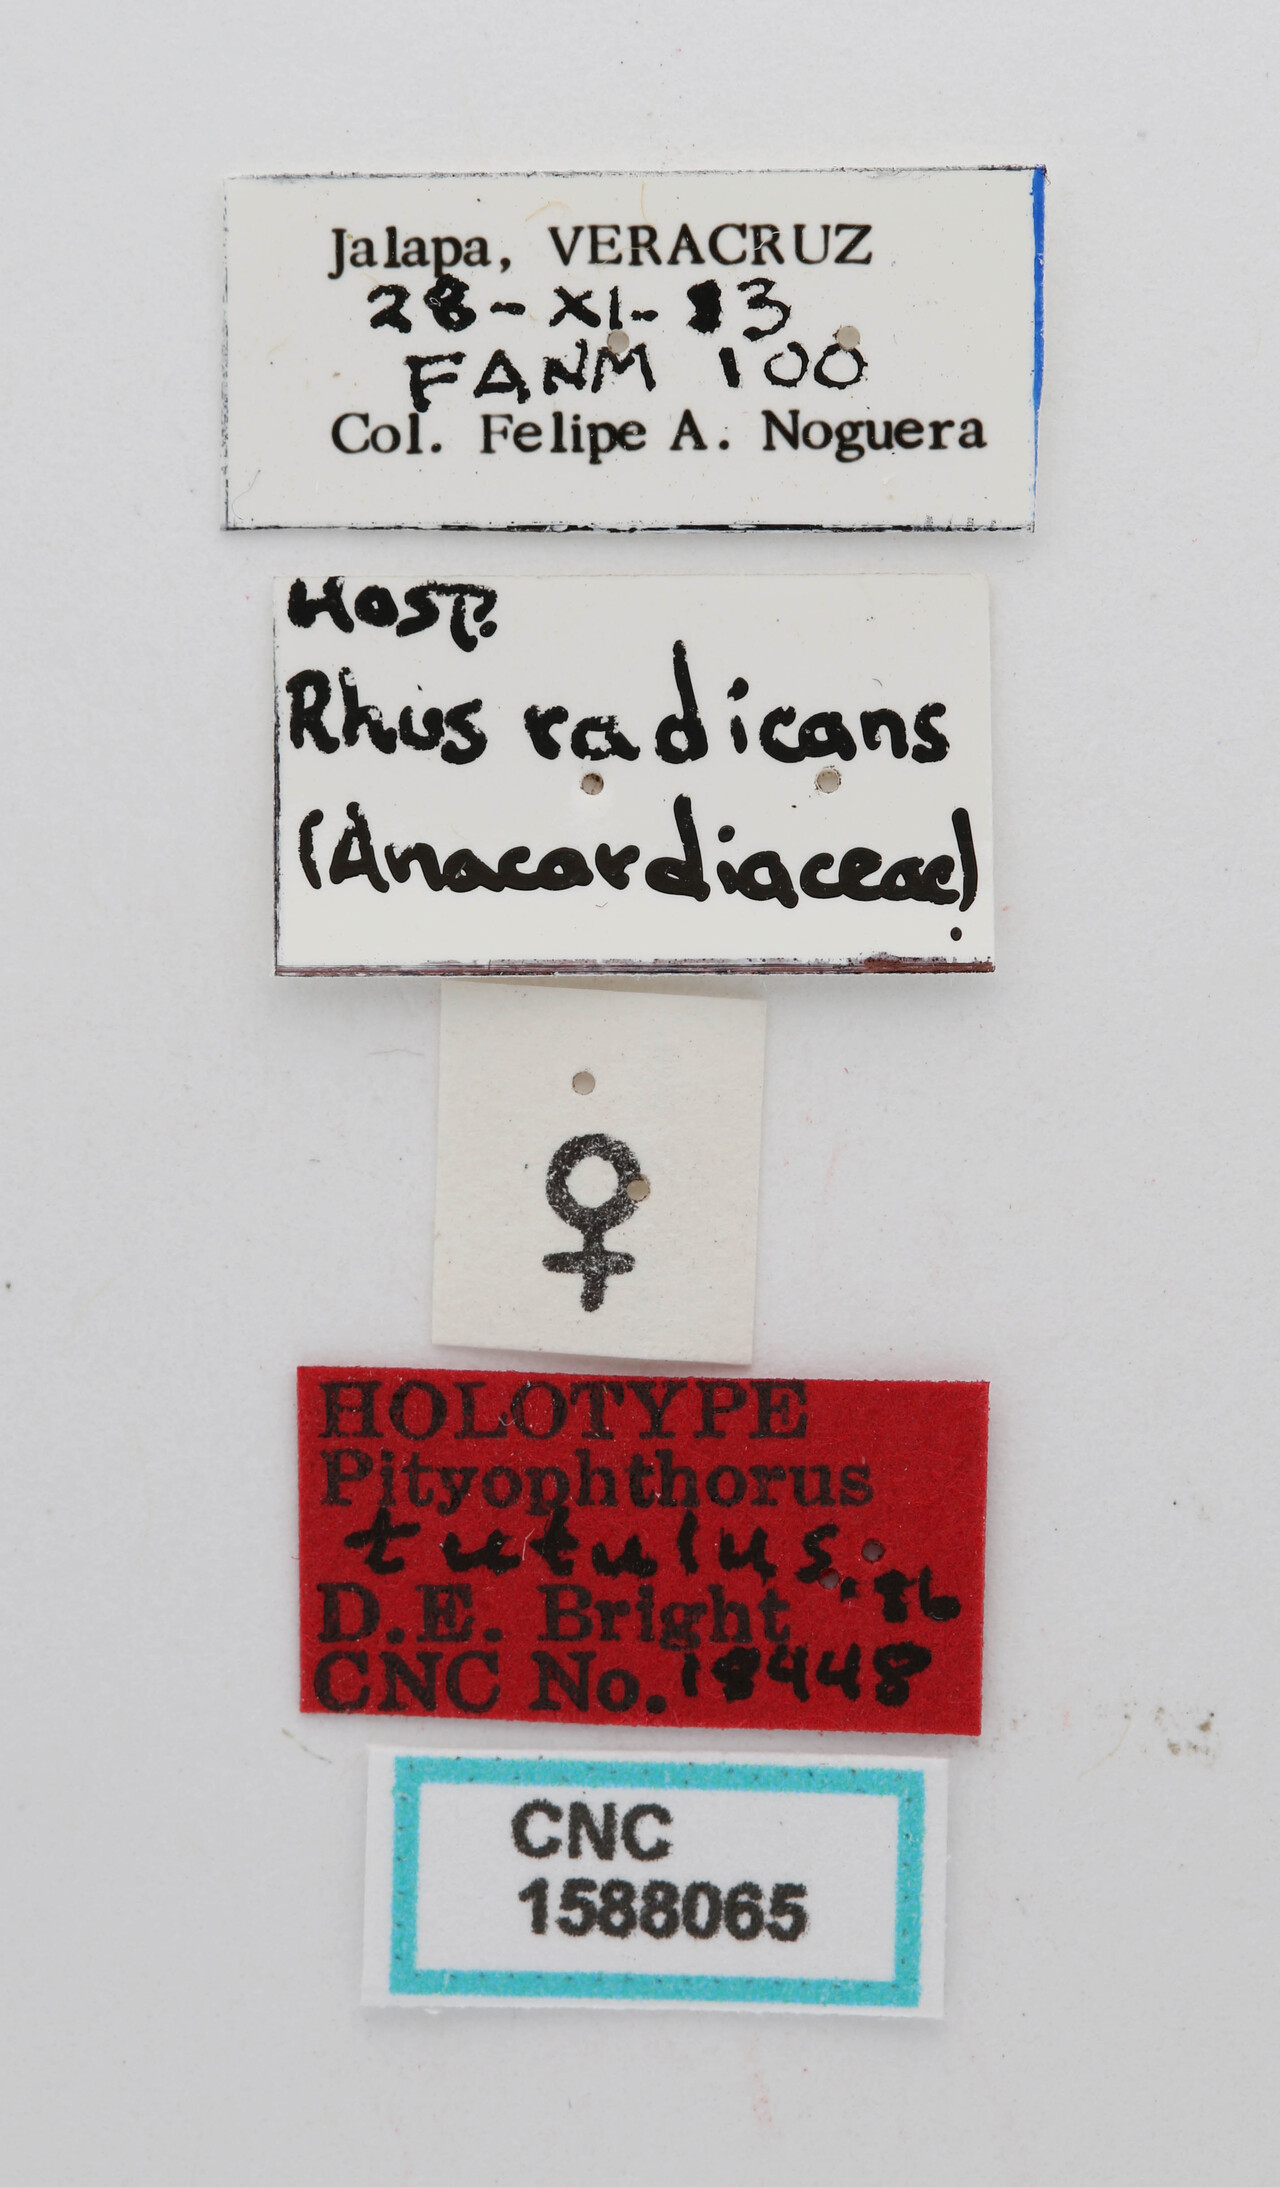 Jalapa, VERACRUZ
28-XI-83
FANM 100
Col. Felipe A. Noguera
Hosp.
Rhus radicans
(Anacardiaceae).
♀
HOLOTYPE
Pityophthorus
tutulus. '86
D.E. Bright
CNC No. 18448
CNC
1588065